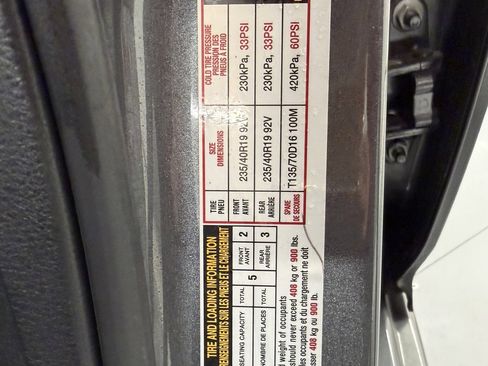 TIRE AND LOADING INFORMATION
RENSEIGNEMENTS SUR LES PNEUS ET LE CHARGEMENT
SEATING CAPACITY TOTAL 5 FRONT 2 REAR 3
NOMBRE DE PLACES TOTAL AVANT ARRIÈRE
d weight of occupants
should never exceed 408 kg or 900 lbs.
les occupants et du chargement ne doit
sser 408 kg ou 900 lb.
TIRE SIZE COLD TIRE PRESSURE
PNEU DIMENSIONS PRESSION DES
PNEUS À FROID
FRONT
AVANT 235/40R19 92V 230kPa, 33PSI
REAR
ARRIÈRE 235/40R19 92V 230kPa, 33PSI
SPARE
DE SECOURS T135/70D16 100M 420kPa, 60PSI